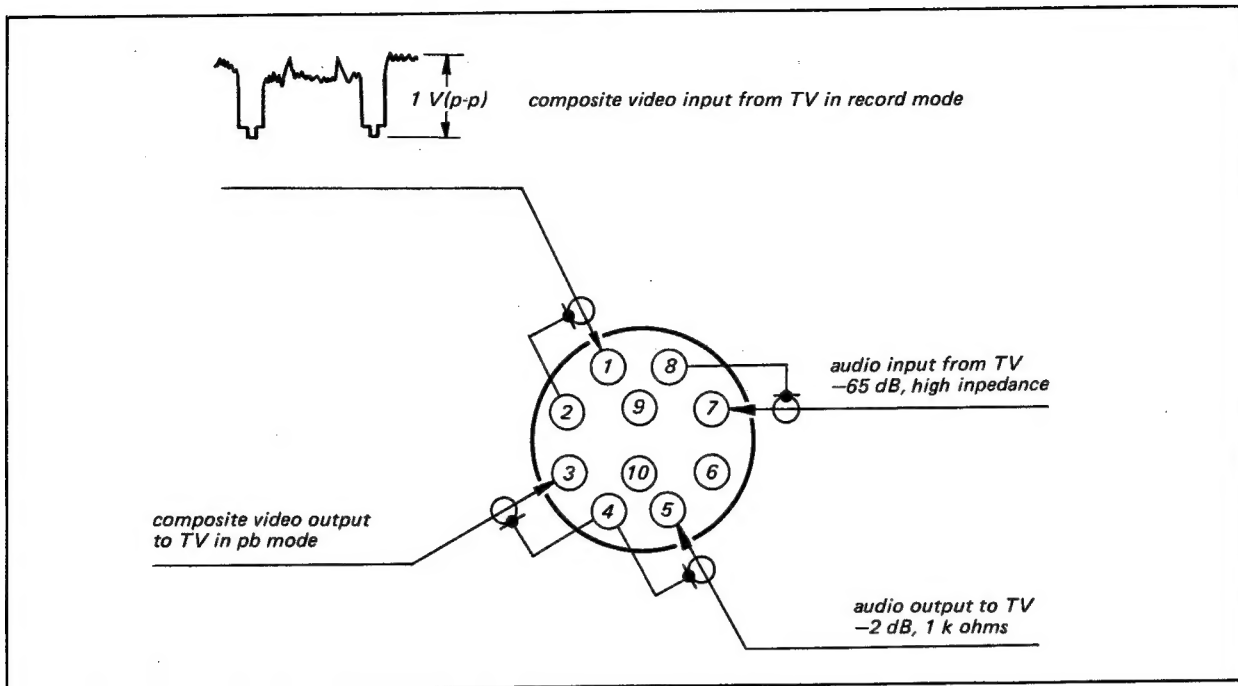 1 V(p-p) composite video input from TV in record mode
1
8
2
9
7
audio input from TV
−65 dB, high inpedance
3
10
6
4
5
composite video output
to TV in pb mode
audio output to TV
−2 dB, 1 k ohms